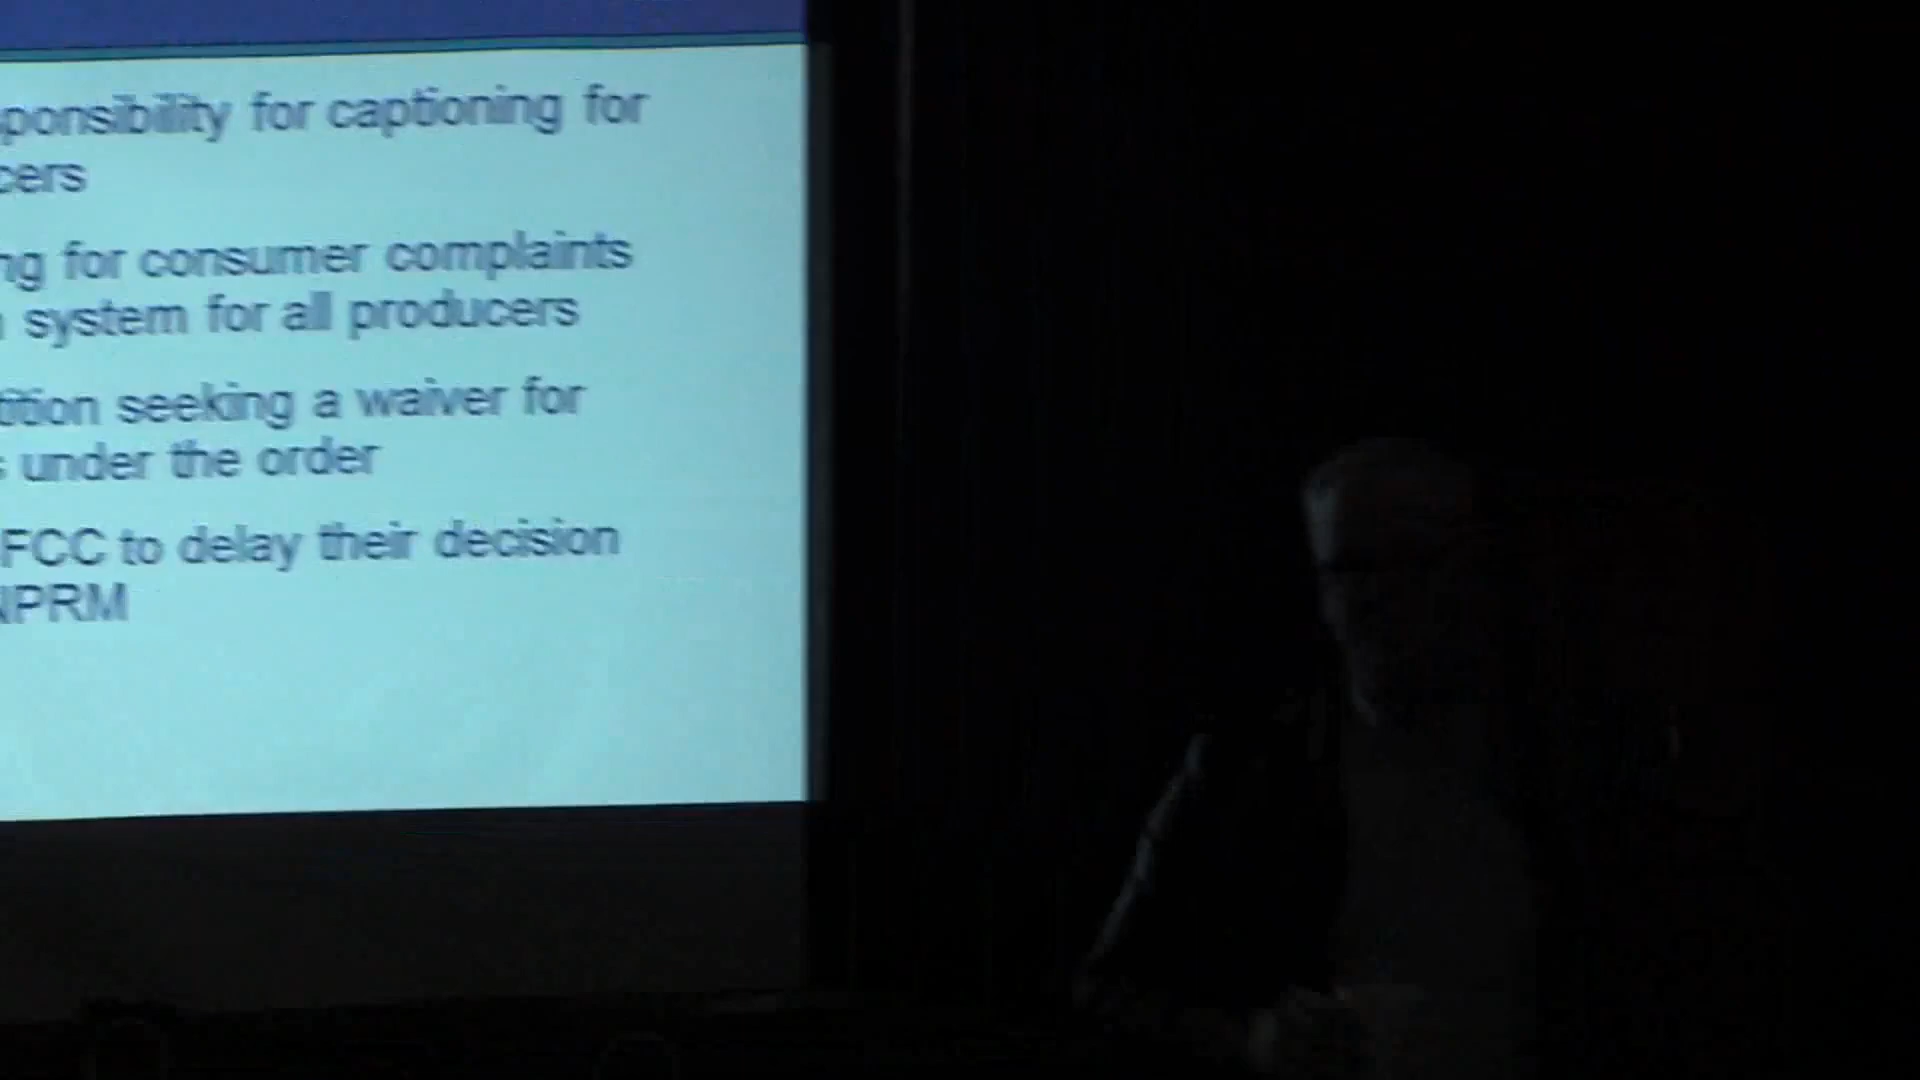 ponsibility for captioning for
cers
ng for consumer complaints
system for all producers
tition seeking a waiver for
s under the order
FCC to delay their decision
NPRM